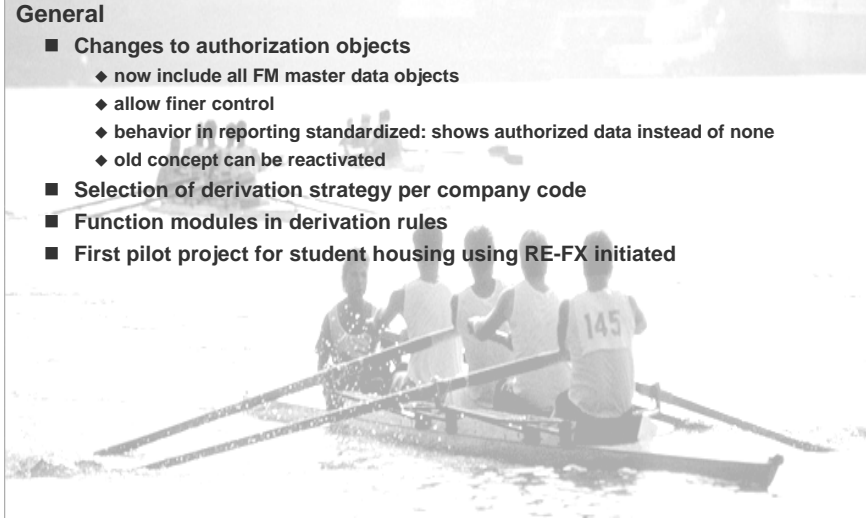 General
■ Changes to authorization objects
◆ now include all FM master data objects
◆ allow finer control
◆ behavior in reporting standardized: shows authorized data instead of none
◆ old concept can be reactivated
■ Selection of derivation strategy per company code
■ Function modules in derivation rules
■ First pilot project for student housing using RE-FX initiated
145